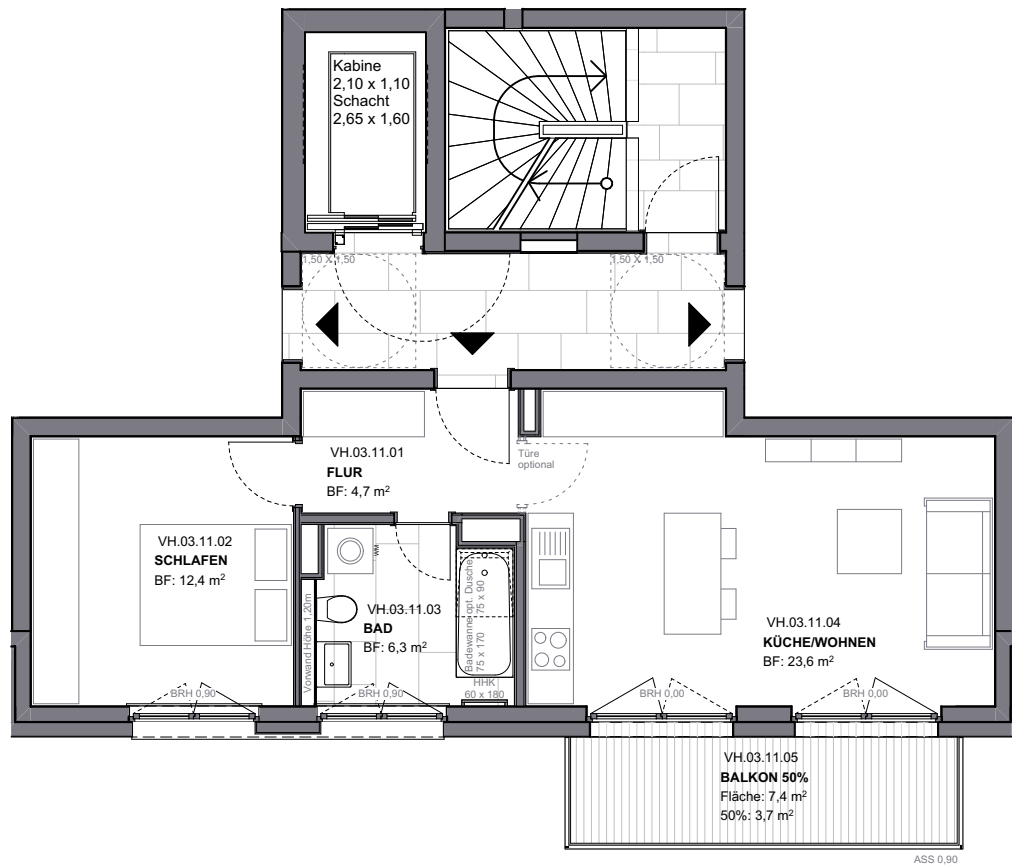 Kabine
2,10 x 1,10
Schacht
2,65 x 1,60
1,50 X 1,50
1,50 X 1,50
VH.03.11.01
FLUR
BF: 4,7 m²
Türe
optional
VH.03.11.02
SCHLAFEN
BF: 12,4 m²
WM
VH.03.11.03
BAD
BF: 6,3 m²
Vorwand Höhe 1,20m
Badewanne opt. Dusche
75 x 170
75 x 90
HHK
60 x 180
VH.03.11.04
KÜCHE/WOHNEN
BF: 23,6 m²
BRH 0,90
BRH 0,90
BRH 0,00
BRH 0,00
VH.03.11.05
BALKON 50%
Fläche: 7,4 m²
50%: 3,7 m²
ASS 0,90